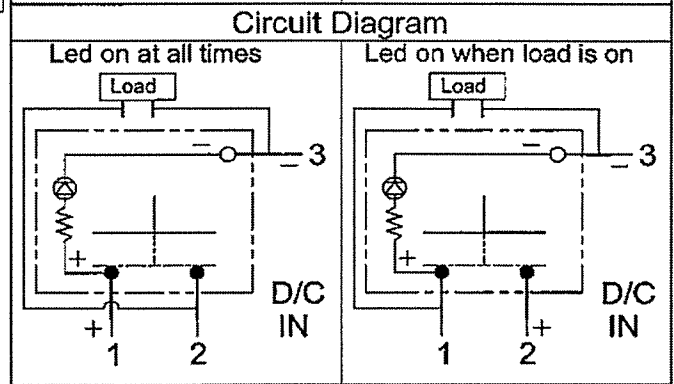 Circuit Diagram
Led on at all times
Load
− 
− 3
+
D/C
IN
+
1 2
Led on when load is on
Load
−
− 3
+
D/C
IN
+
1 2